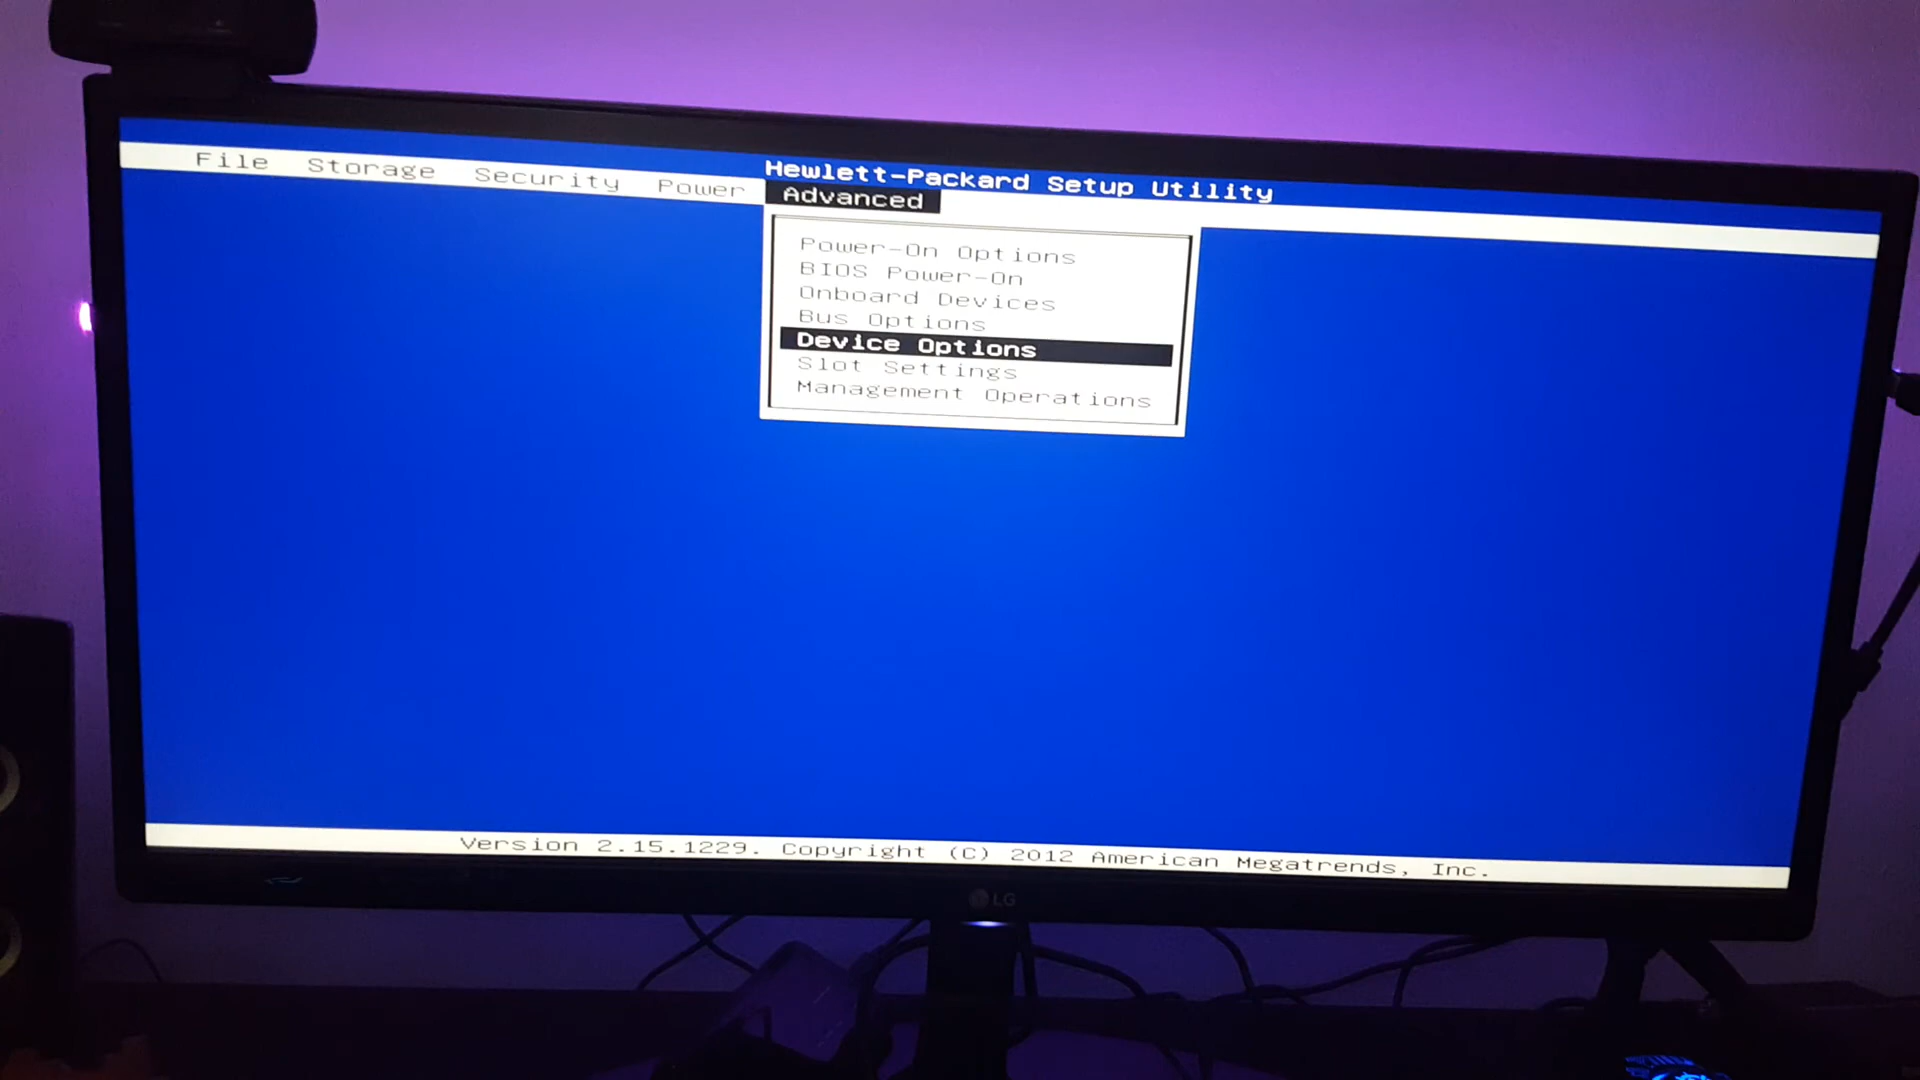 Hewlett-Packard Setup Utility
File Storage Security Power Advanced
Power-On Options
BIOS Power-On
Onboard Devices
Bus Options
Device Options
Slot Settings
Management Operations
Version 2.15.1229. Copyright (C) 2012 American Megatrends, Inc.
LG